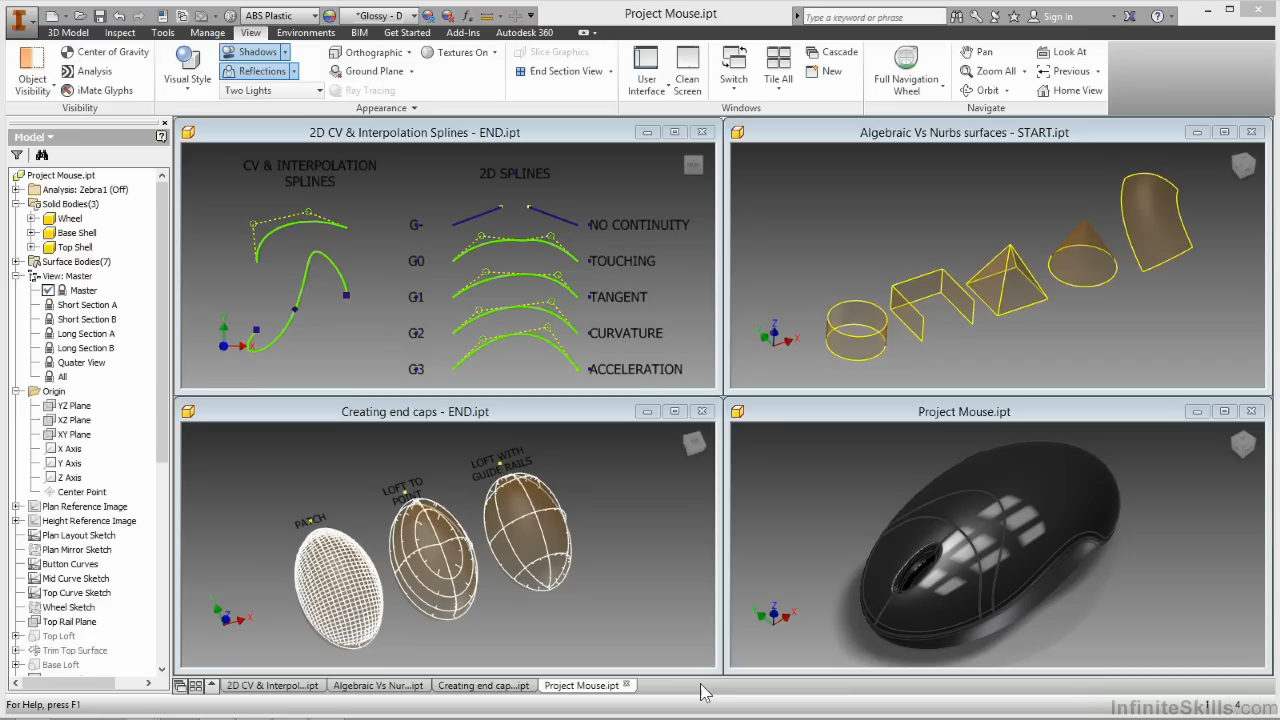 ABS Plastic
*Glossy - D
Project Mouse.ipt
Type a keyword or phrase
Sign In
3D Model
Inspect
Tools
Manage
View
Environments
BIM
Get Started
Add-Ins
Autodesk 360
Object
Visibility
Center of Gravity
Analysis
iMate Glyphs
Visibility
Visual Style
Shadows
Reflections
Two Lights
Orthographic
Ground Plane
Ray Tracing
Textures On
Appearance
Slice Graphics
End Section View
User
Interface
Clean
Screen
Switch
Tile All
Cascade
New
Windows
Full Navigation
Wheel
Pan
Zoom All
Orbit
Look At
Previous
Home View
Navigate
Model
Project Mouse.ipt
Analysis: Zebra1 (Off)
Solid Bodies(3)
Wheel
Base Shell
Top Shell
Surface Bodies(7)
View: Master
Master
Short Section A
Short Section B
Long Section A
Long Section B
Quater View
All
Origin
YZ Plane
XZ Plane
XY Plane
X Axis
Y Axis
Z Axis
Center Point
Plan Reference Image
Height Reference Image
Plan Layout Sketch
Plan Mirror Sketch
Button Curves
Mid Curve Sketch
Top Curve Sketch
Wheel Sketch
Top Rail Plane
Top Loft
Trim Top Surface
Base Loft
2D CV & Interpolation Splines - END.ipt
CV & INTERPOLATION
SPLINES
2D SPLINES
G-
NO CONTINUITY
G0
TOUCHING
G1
TANGENT
G2
CURVATURE
G3
ACCELERATION
X
Algebraic Vs Nurbs surfaces - START.ipt
Z
X
Creating end caps - END.ipt
PATCH
LOFT TO
POINT
LOFT WITH
GUIDE RAILS
Z
X
Project Mouse.ipt
Z
X
2D CV & Interpol...ipt
Algebraic Vs Nur...ipt
Creating end cap...ipt
Project Mouse.ipt
For Help, press F1
1
4
InfiniteSkills.com